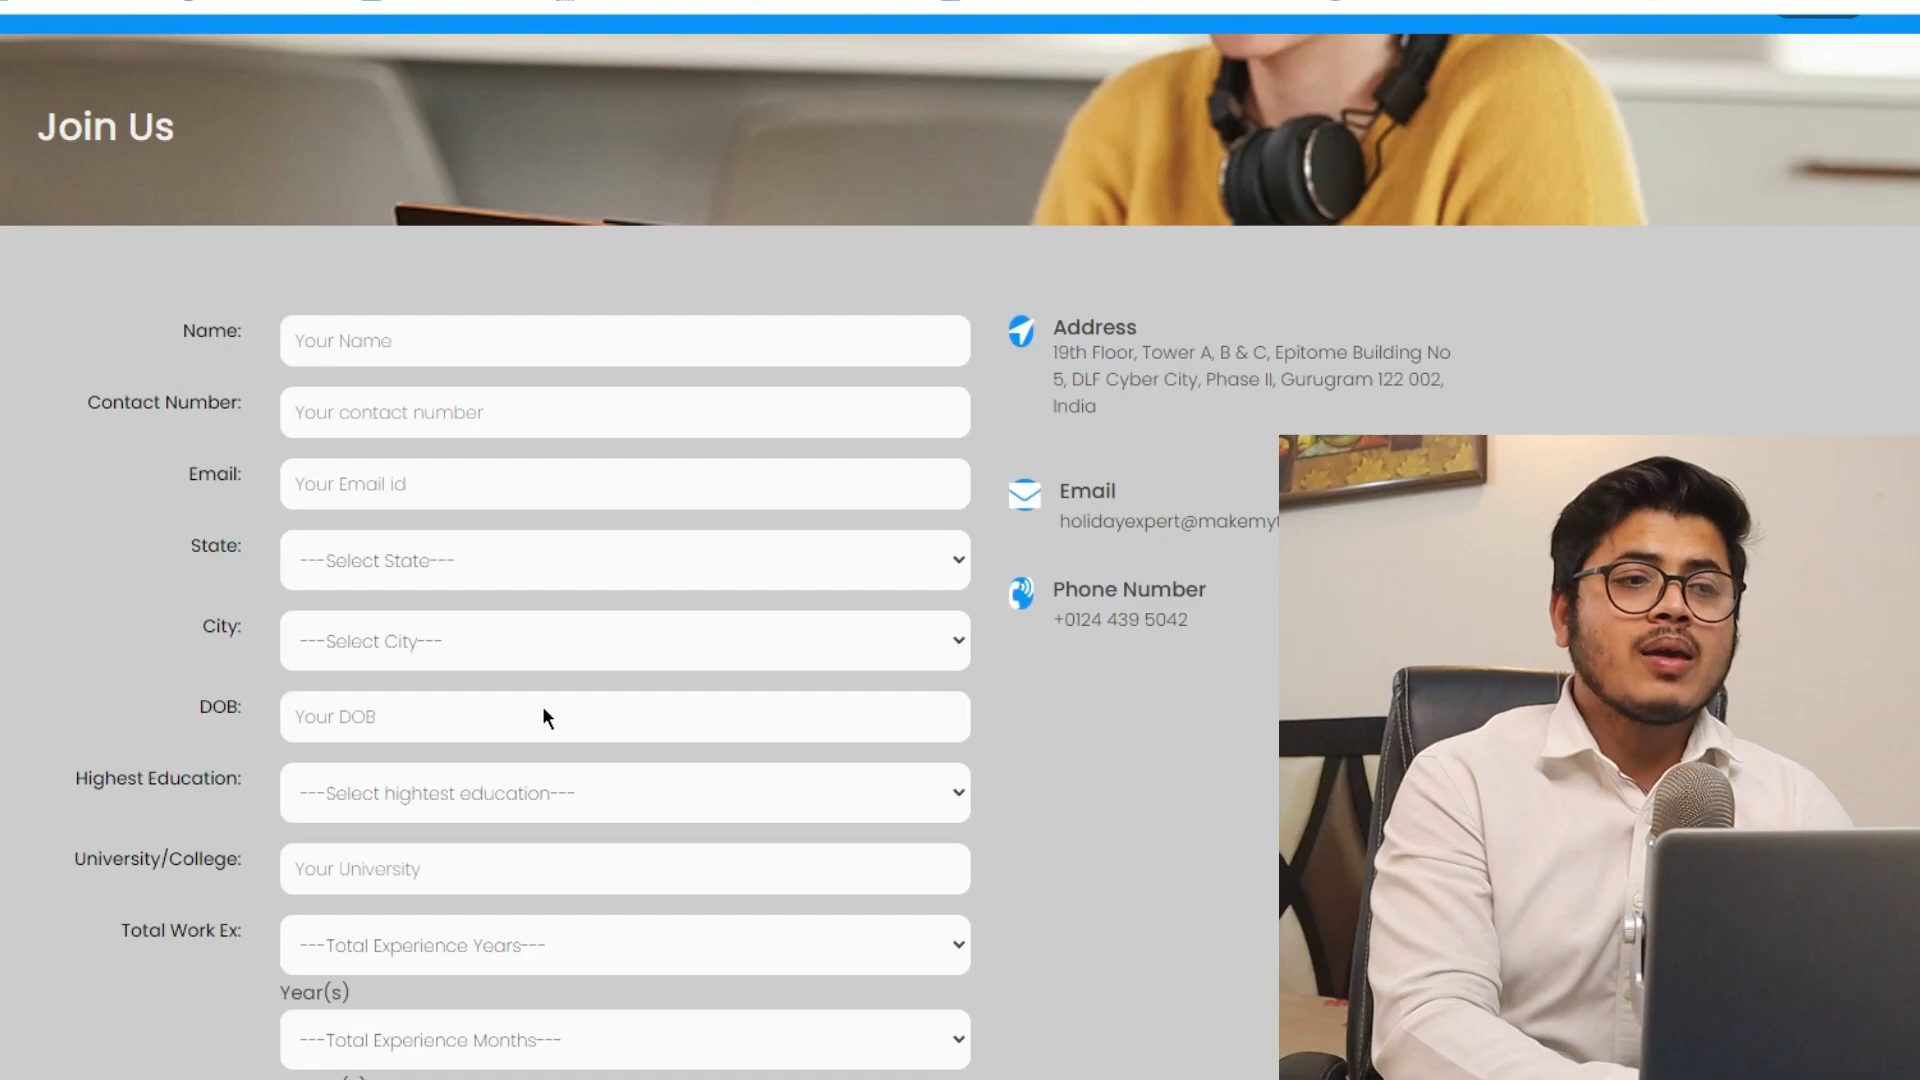 Join Us
Name:
Your Name
Contact Number:
Your contact number
Email:
Your Email id
State:
---Select State---
City:
---Select City---
DOB:
Your DOB
Highest Education:
---Select hightest education---
University/College:
Your University
Total Work Ex:
---Total Experience Years---
Year(s)
---Total Experience Months---
Address
19th Floor, Tower A, B & C, Epitome Building No
5, DLF Cyber City, Phase II, Gurugram 122 002,
India
Email
holidayexpert@makemyt
Phone Number
+0124 439 5042